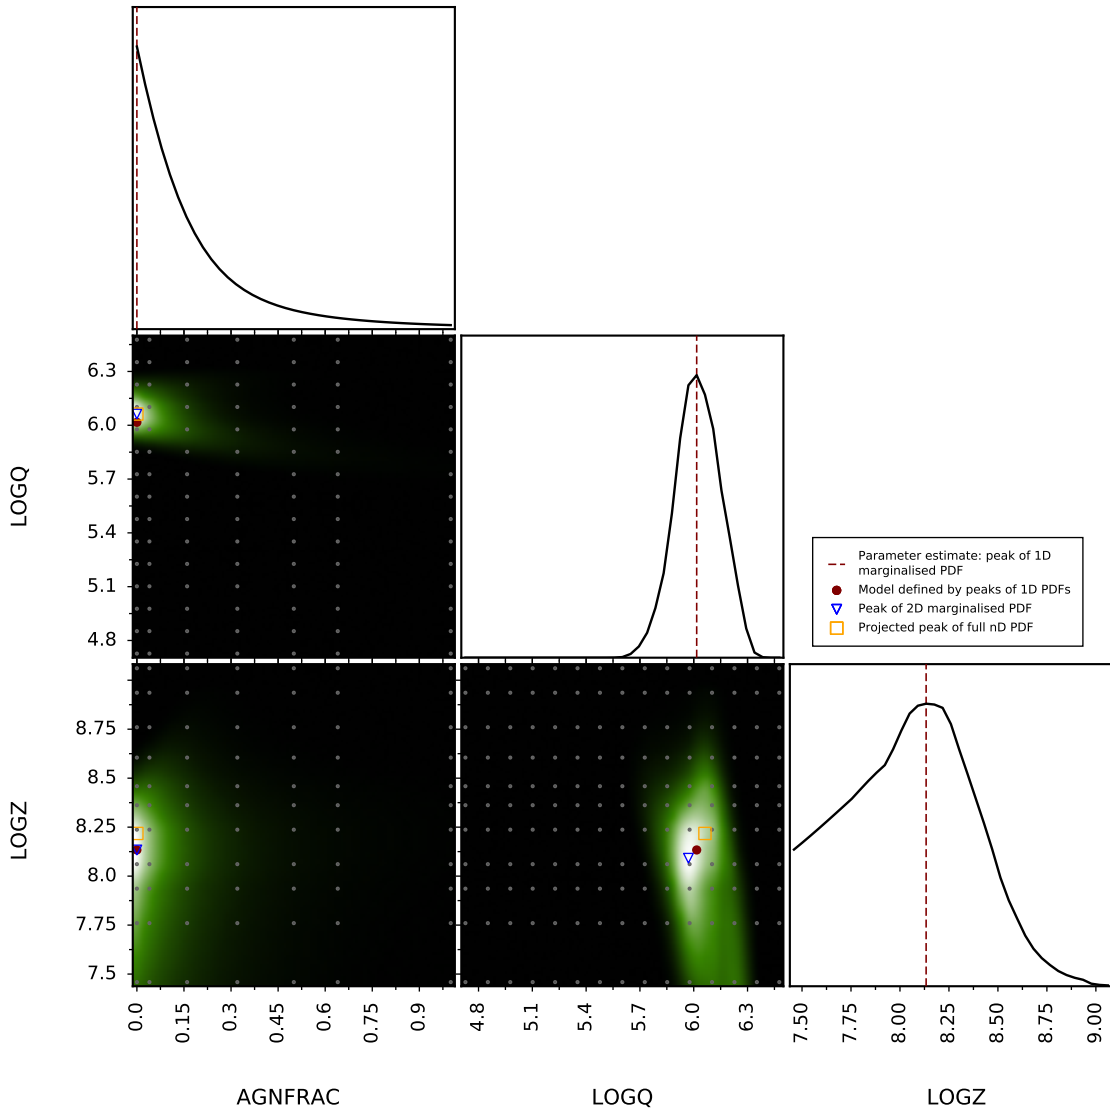 6.3
6.0
5.7
5.4
5.1
4.8
LOGQ
Parameter estimate: peak of 1D
marginalised PDF
Model defined by peaks of 1D PDFs
Peak of 2D marginalised PDF
Projected peak of full nD PDF
8.75
8.5
8.25
8.0
7.75
7.5
LOGZ
0.0 0.15 0.3 0.45 0.6 0.75 0.9
4.8 5.1 5.4 5.7 6.0 6.3
7.50 7.75 8.00 8.25 8.50 8.75 9.00
AGNFRAC LOGQ LOGZ